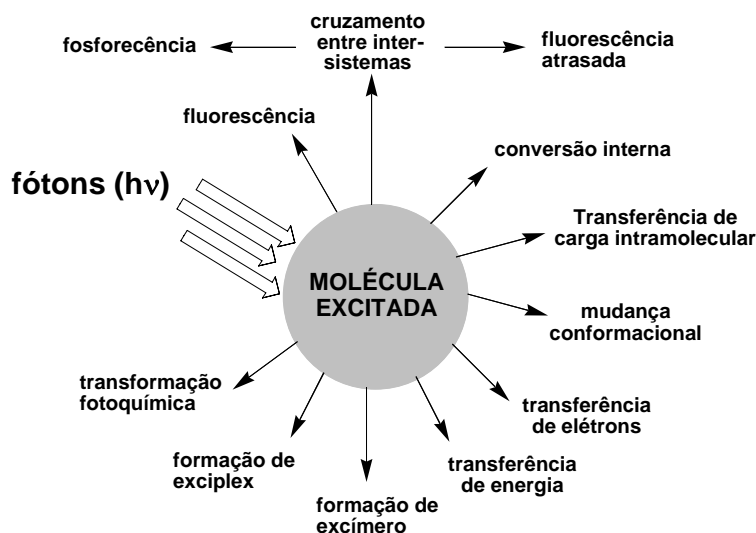 cruzamento
entre inter-
sistemas
fosforecência
fluorescência
atrasada
fluorescência
conversão interna
fótons (hν)
Transferência de
carga intramolecular
MOLÉCULA
EXCITADA
mudança
conformacional
transformação
fotoquímica
transferência
de elétrons
formação de
exciplex
transferência
de energia
formação de
excímero